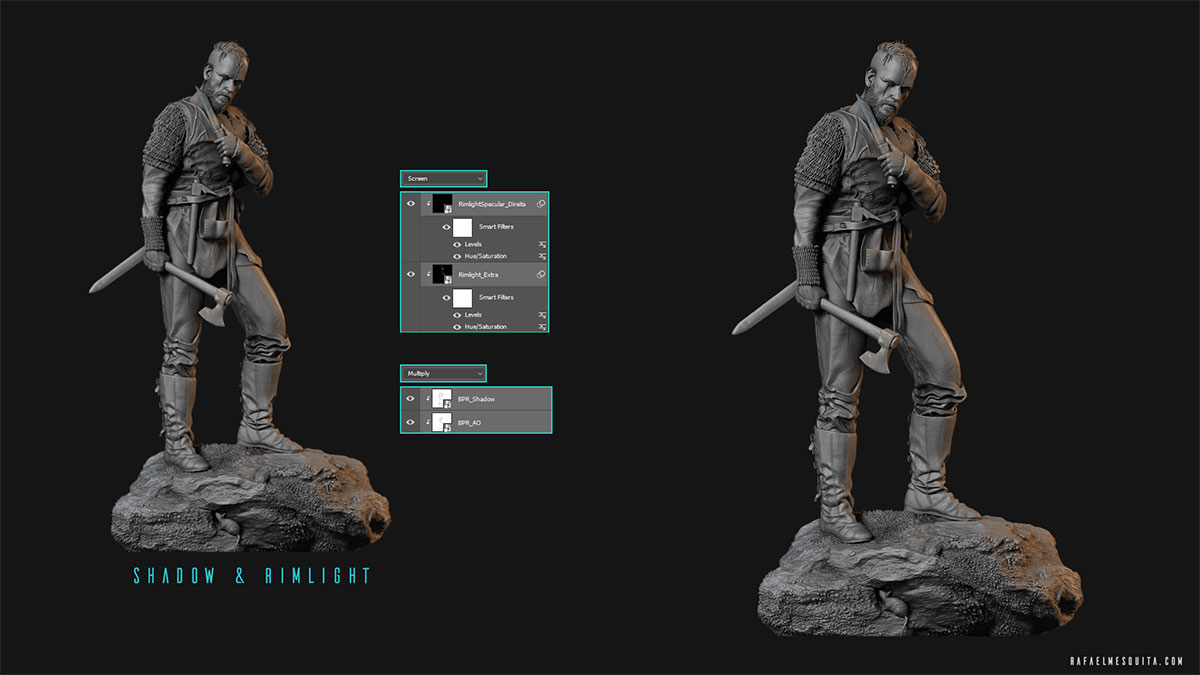 Screen
RimlightSpecular_Direita
Smart Filters
Levels
Hue/Saturation
Rimlight_Extra
Smart Filters
Levels
Hue/Saturation
Multiply
BPR_Shadow
BPR_AO
SHADOW & RIMLIGHT
RAFAELMESQUITA.COM